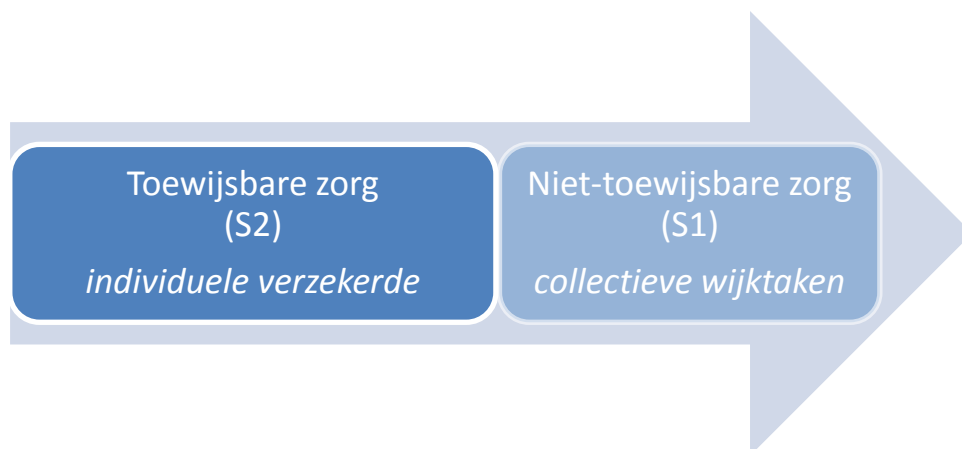 Toewijsbare zorg
(S2)
individuele verzekerde
Niet-toewijsbare zorg
(S1)
collectieve wijktaken